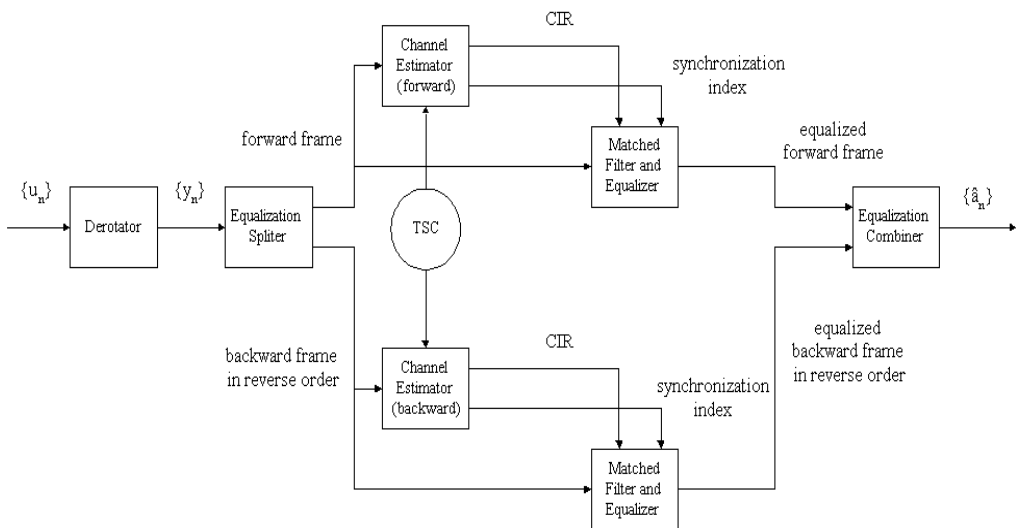 CIR
Channel
Estimator
(forward)
synchronization
index
forward frame
Matched
Filter and
Equalizer
equalized
forward frame
{u_n}
{y_n}
Derotator
Equalization
Spliter
TSC
Equalization
Combiner
{â_n}
backward frame
in reverse order
CIR
Channel
Estimator
(backward)
synchronization
index
equalized
backward frame
in reverse order
Matched
Filter and
Equalizer